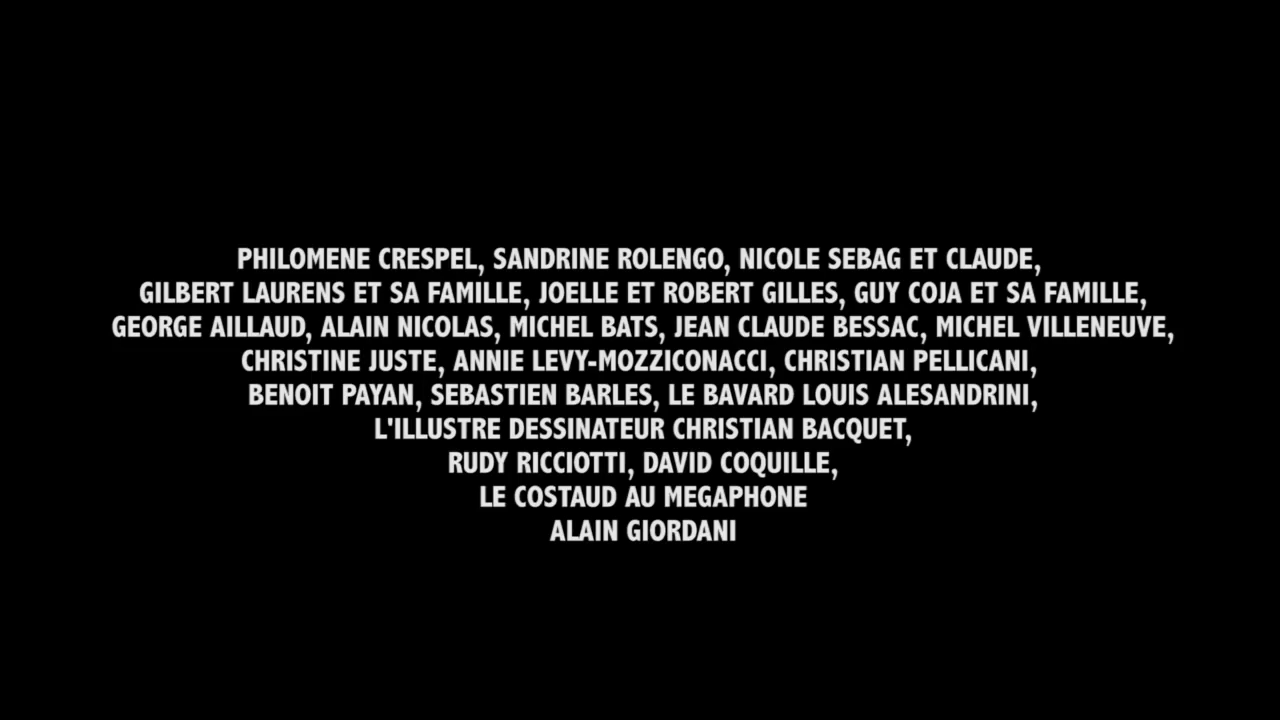 PHILOMENE CRESPEL, SANDRINE ROLENGO, NICOLE SEBAG ET CLAUDE,
GILBERT LAURENS ET SA FAMILLE, JOELLE ET ROBERT GILLES, GUY COJA ET SA FAMILLE,
GEORGE AILLAUD, ALAIN NICOLAS, MICHEL BATS, JEAN CLAUDE BESSAC, MICHEL VILLENEUVE,
CHRISTINE JUSTE, ANNIE LEVY-MOZZICONACCI, CHRISTIAN PELLICANI,
BENOIT PAYAN, SEBASTIEN BARLES, LE BAVARD LOUIS ALESANDRINI,
L'ILLUSTRE DESSINATEUR CHRISTIAN BACQUET,
RUDY RICCIOTTI, DAVID COQUILLE,
LE COSTAUD AU MEGAPHONE
ALAIN GIORDANI